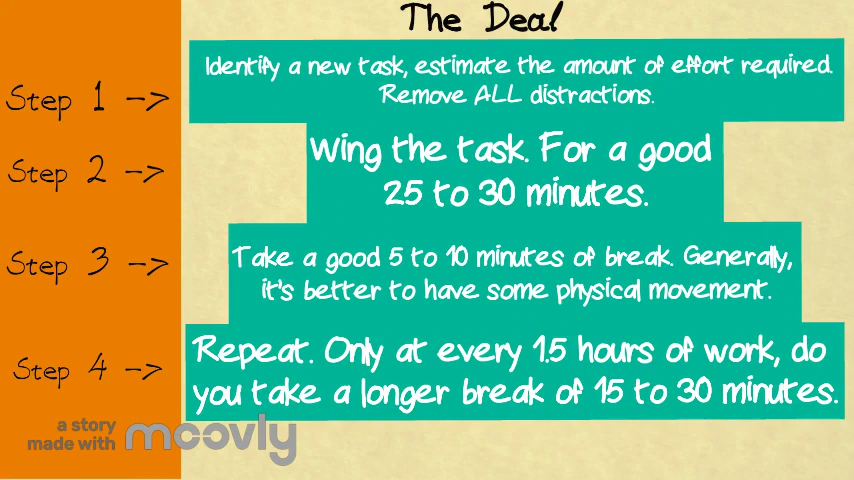 The Deal
Step 1 ->
Identify a new task, estimate the amount of effort required.
Remove ALL distractions.
Step 2 ->
Wing the task. For a good
25 to 30 minutes.
Step 3 ->
Take a good 5 to 10 minutes of break. Generally,
it's better to have some physical movement.
Step 4 ->
Repeat. Only at every 1.5 hours of work, do
you take a longer break of 15 to 30 minutes.
a story
made with moovly